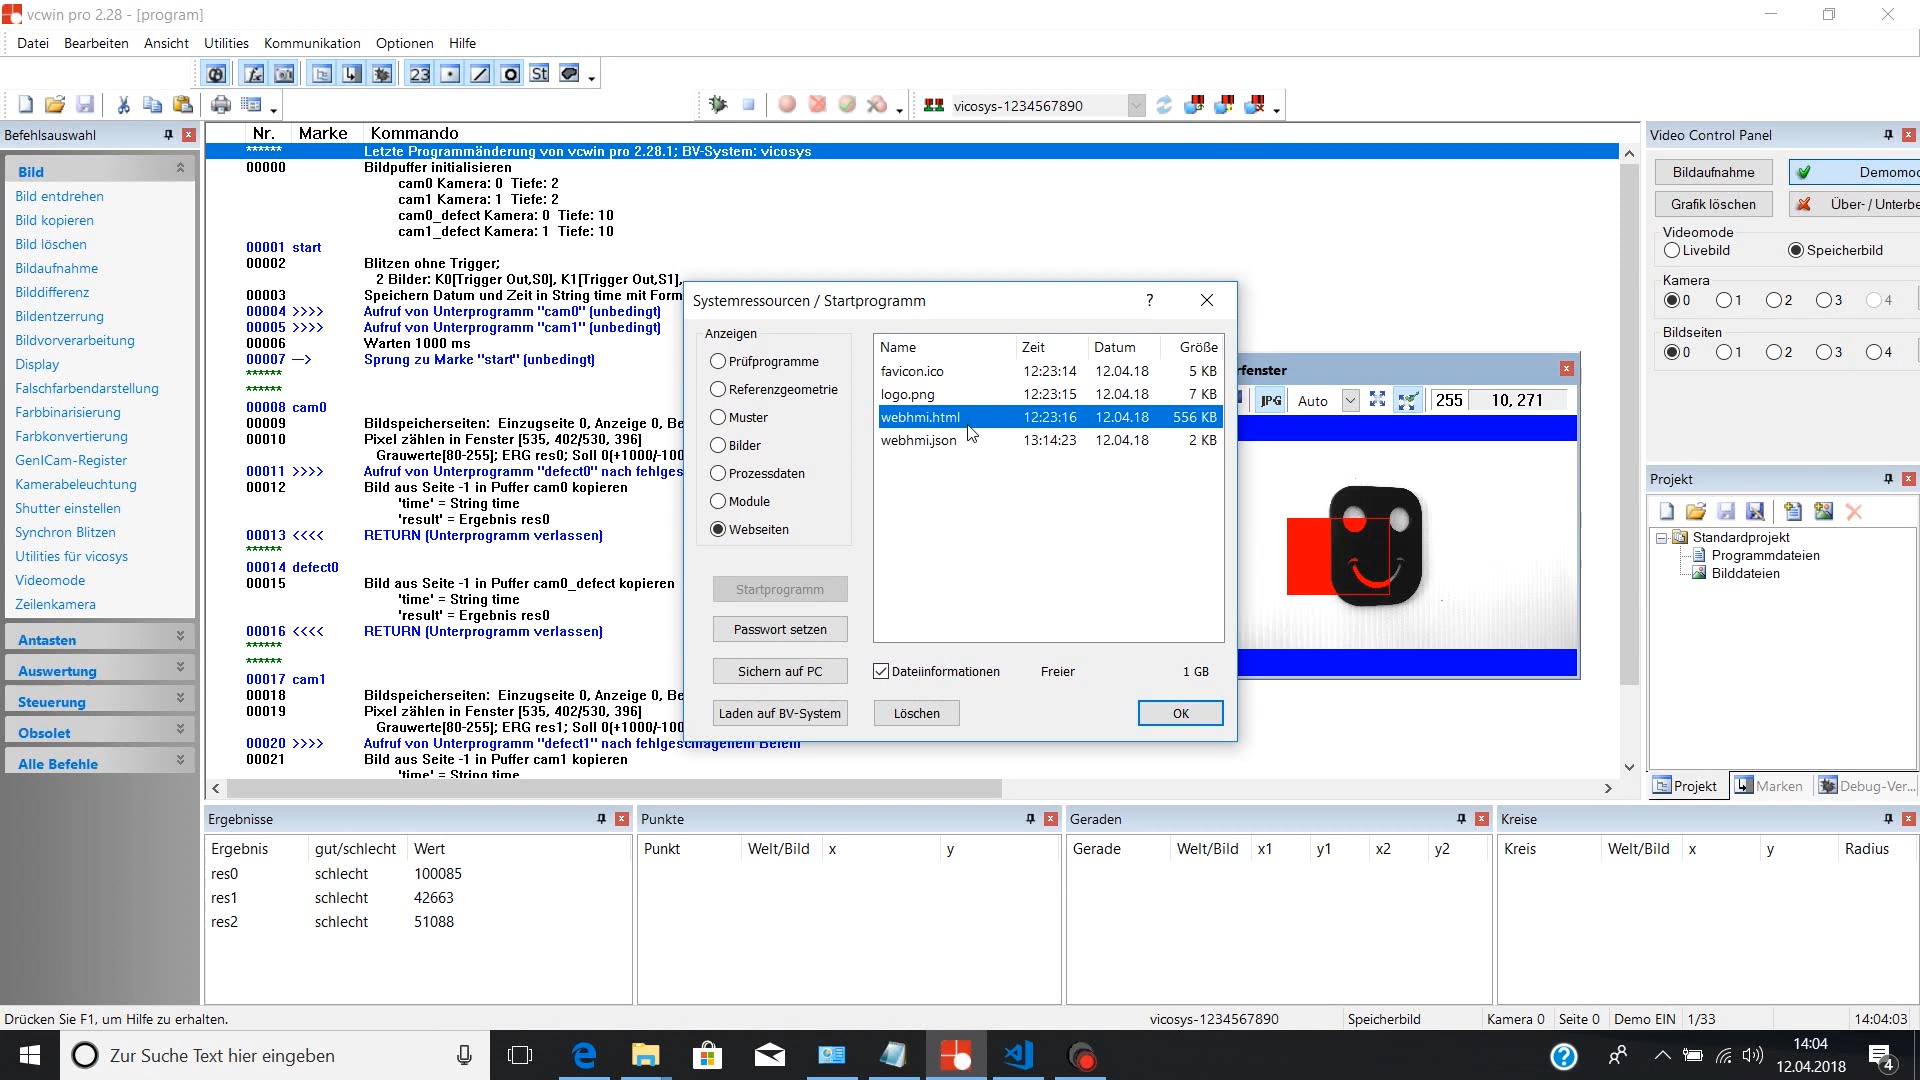 vcwin pro 2.28 - [program]
Datei Bearbeiten Ansicht Utilities Kommunikation Optionen Hilfe
23 St
vicosys-1234567890
Befehlsauswahl
Bild
Bild entdrehen
Bild kopieren
Bild löschen
Bildaufnahme
Bilddifferenz
Bildentzerrung
Bildvorverarbeitung
Display
Falschfarbendarstellung
Farbbinarisierung
Farbkonvertierung
GenICam-Register
Kamerabeleuchtung
Shutter einstellen
Synchron Blitzen
Utilities für vicosys
Videomode
Zeilenkamera
Antasten
Auswertung
Steuerung
Obsolet
Alle Befehle
Nr. Marke Kommando
****** Letzte Programmänderung von vcwin pro 2.28.1; BV-System: vicosys
00000 Bildpuffer initialisieren
cam0 Kamera: 0 Tiefe: 2
cam1 Kamera: 1 Tiefe: 2
cam0_defect Kamera: 0 Tiefe: 10
cam1_defect Kamera: 1 Tiefe: 10
00001 start
00002 Blitzen ohne Trigger;
2 Bilder: K0[Trigger Out,S0], K1[Trigger Out,S1],
00003 Speichern Datum und Zeit in String time mit Form
00004 >>>> Aufruf von Unterprogramm "cam0" (unbedingt)
00005 >>>> Aufruf von Unterprogramm "cam1" (unbedingt)
00006 Warten 1000 ms
00007 —> Sprung zu Marke "start" (unbedingt)
******
******
00008 cam0
00009 Bildspeicherseiten: Einzugseite 0, Anzeige 0, Be
00010 Pixel zählen in Fenster [535, 402/530, 396]
Grauwerte[80-255]; ERG res0; Soll 0(+1000/-100
00011 >>>> Aufruf von Unterprogramm "defect0" nach fehlges
00012 Bild aus Seite -1 in Puffer cam0 kopieren
'time' = String time
'result' = Ergebnis res0
00013 <<<< RETURN (Unterprogramm verlassen)
******
00014 defect0
00015 Bild aus Seite -1 in Puffer cam0_defect kopieren
'time' = String time
'result' = Ergebnis res0
00016 <<<< RETURN (Unterprogramm verlassen)
******
******
00017 cam1
00018 Bildspeicherseiten: Einzugseite 0, Anzeige 0, Be
00019 Pixel zählen in Fenster [535, 402/530, 396]
Grauwerte[80-255]; ERG res1; Soll 0(+1000/-100
00020 >>>> Aufruf von Unterprogramm "defect1" nach fehlgeschlagenem Befehl
00021 Bild aus Seite -1 in Puffer cam1 kopieren
'time' = String time
Systemressourcen / Startprogramm ?
Anzeigen
Prüfprogramme
Referenzgeometrie
Muster
Bilder
Prozessdaten
Module
Webseiten
Startprogramm
Passwort setzen
Sichern auf PC
Laden auf BV-System
Name Zeit Datum Größe
favicon.ico 12:23:14 12.04.18 5 KB
logo.png 12:23:15 12.04.18 7 KB
webhmi.html 12:23:16 12.04.18 556 KB
webhmi.json 13:14:23 12.04.18 2 KB
Dateiinformationen Freier 1 GB
Löschen OK
rfenster
JPG Auto 255 10, 271
Video Control Panel
Bildaufnahme Demomo
Grafik löschen Über- / Unterbe
Videomode
Livebild Speicherbild
Kamera
0 1 2 3 4
Bildseiten
0 1 2 3 4
Projekt
Standardprojekt
Programmdateien
Bilddateien
Projekt Marken Debug-Ver...
Ergebnisse
Ergebnis gut/schlecht Wert
res0 schlecht 100085
res1 schlecht 42663
res2 schlecht 51088
Punkte
Punkt Welt/Bild x y
Geraden
Gerade Welt/Bild x1 y1 x2 y2
Kreise
Kreis Welt/Bild x y Radius
Drücken Sie F1, um Hilfe zu erhalten. vicosys-1234567890 Speicherbild Kamera 0 Seite 0 Demo EIN 1/33 14:04:03
Zur Suche Text hier eingeben
14:04
12.04.2018
4